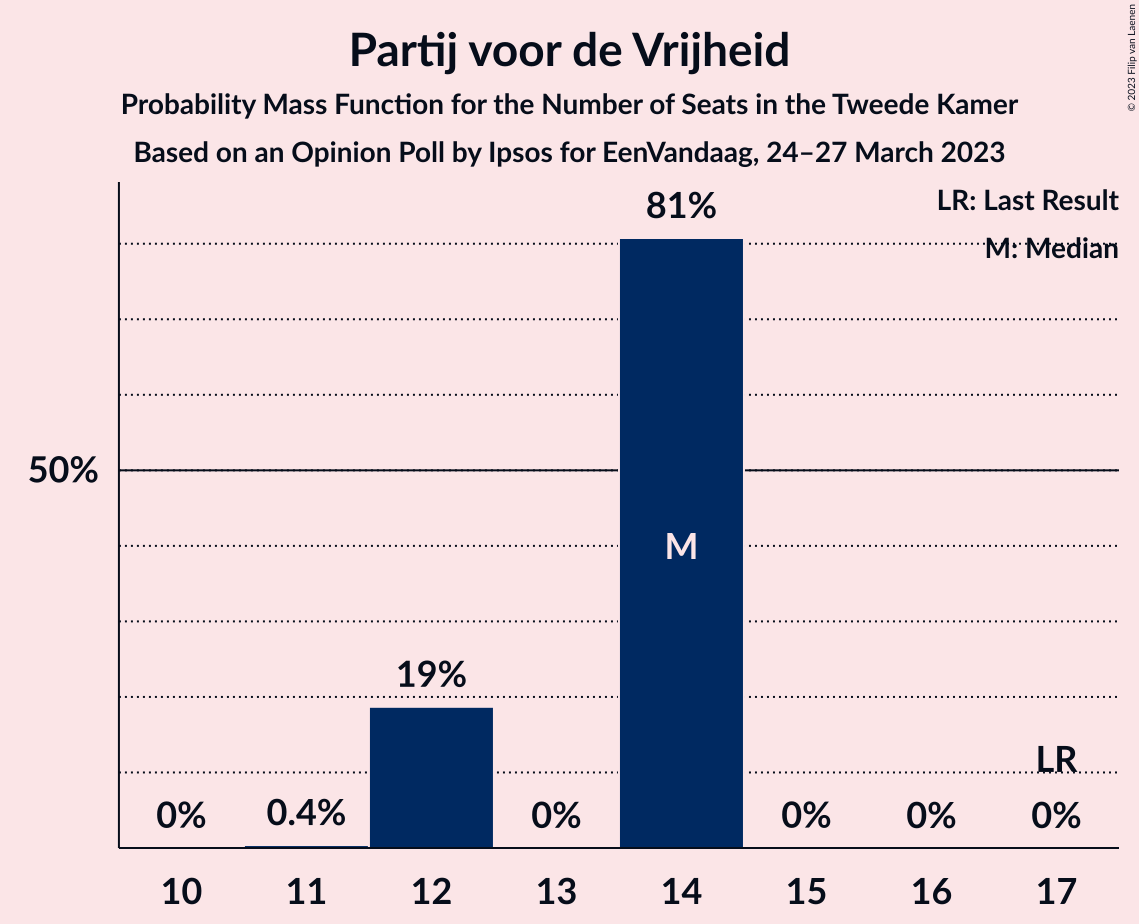 Partij voor de Vrijheid
Probability Mass Function for the Number of Seats in the Tweede Kamer
Based on an Opinion Poll by Ipsos for EenVandaag, 24–27 March 2023
© 2023 Filip van Laenen
LR: Last Result
M: Median
81%
50%
M
19%
LR
0% 0.4% 0% 0% 0% 0%
10 11 12 13 14 15 16 17